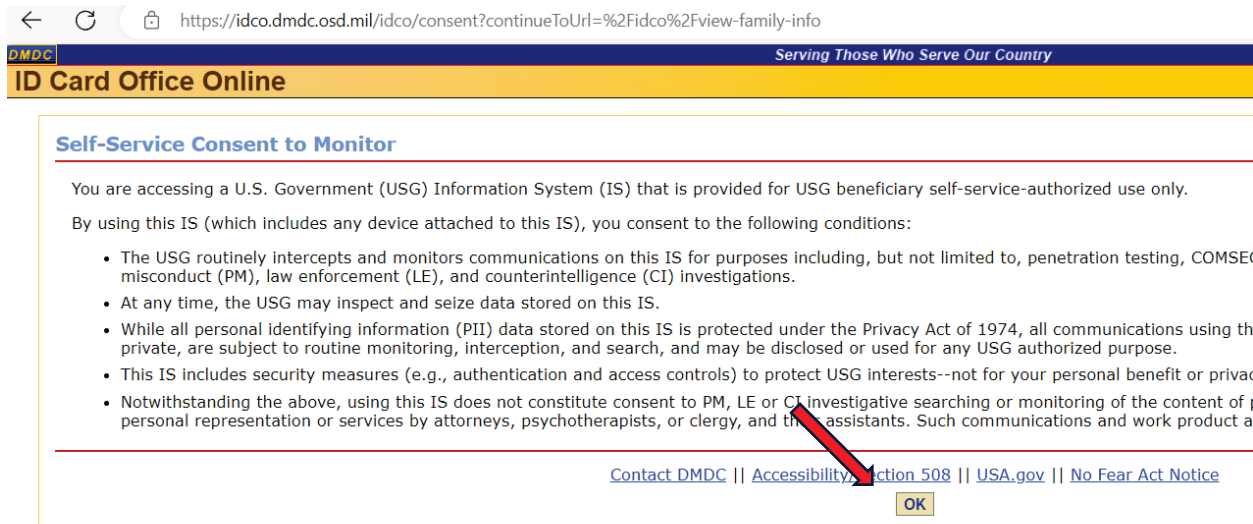 https://idco.dmdc.osd.mil/idco/consent?continueToUrl=%2Fidco%2Fview-family-info
DMDC Serving Those Who Serve Our Country
ID Card Office Online
Self-Service Consent to Monitor
You are accessing a U.S. Government (USG) Information System (IS) that is provided for USG beneficiary self-service-authorized use only.
By using this IS (which includes any device attached to this IS), you consent to the following conditions:
• The USG routinely intercepts and monitors communications on this IS for purposes including, but not limited to, penetration testing,
misconduct (PM), law enforcement (LE), and counterintelligence (CI) investigations.
• At any time, the USG may inspect and seize data stored on this IS.
• While all personal identifying information (PII) data stored on this IS is protected under the Privacy Act of 1974, all communications using
private, are subject to routine monitoring, interception, and search, and may be disclosed or used for any USG authorized purpose.
• This IS includes security measures (e.g., authentication and access controls) to protect USG interests--not for your personal benefit or
• Notwithstanding the above, using this IS does not constitute consent to PM, LE or CI investigative searching or monitoring of the content of
personal representation or services by attorneys, psychotherapists, or clergy, and assistants. Such communications and work product
Contact DMDC || Accessibility/ 508 || USA.gov || No Fear Act Notice
OK